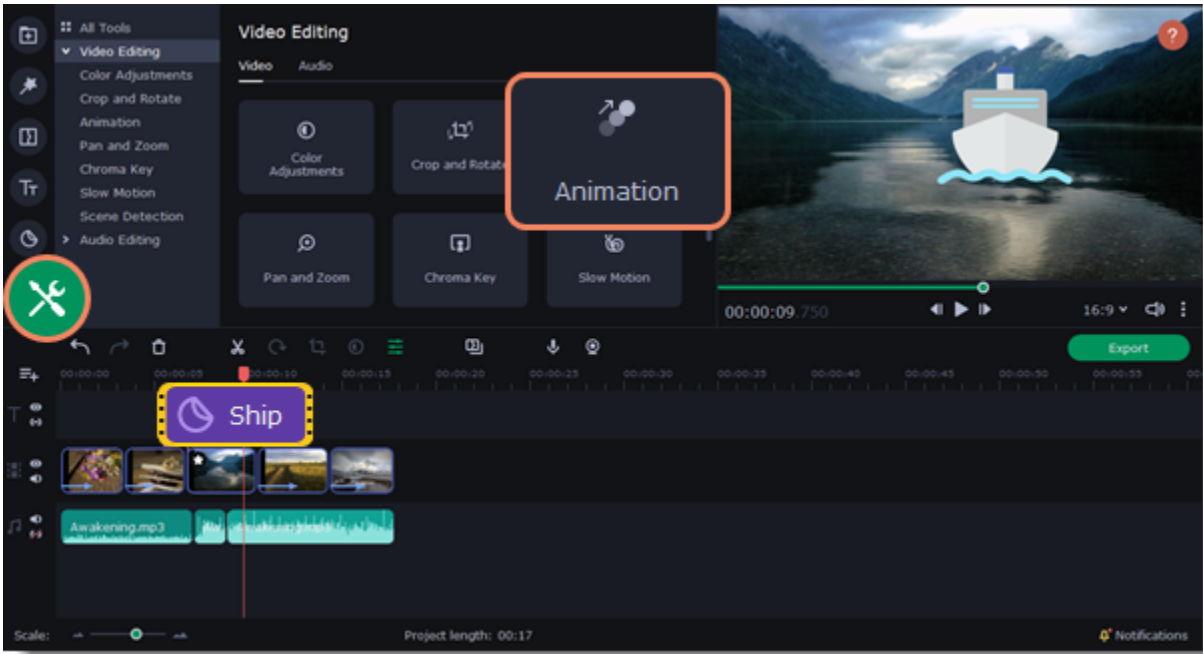 All Tools
Video Editing
Color Adjustments
Crop and Rotate
Animation
Pan and Zoom
Chroma Key
Slow Motion
Scene Detection
Audio Editing
Video Editing
Video Audio
Color
Adjustments
Crop and Rotate
Animation
Pan and Zoom
Chroma Key
Slow Motion
?
00:00:09.750
16:9
Export
00:00:00 00:00:05 00:00:10 00:00:15 00:00:20 00:00:25 00:00:30 00:00:35 00:00:40 00:00:45 00:00:50 00:00:55
Ship
Awakening.mp3
Scale:
Project length: 00:17
Notifications